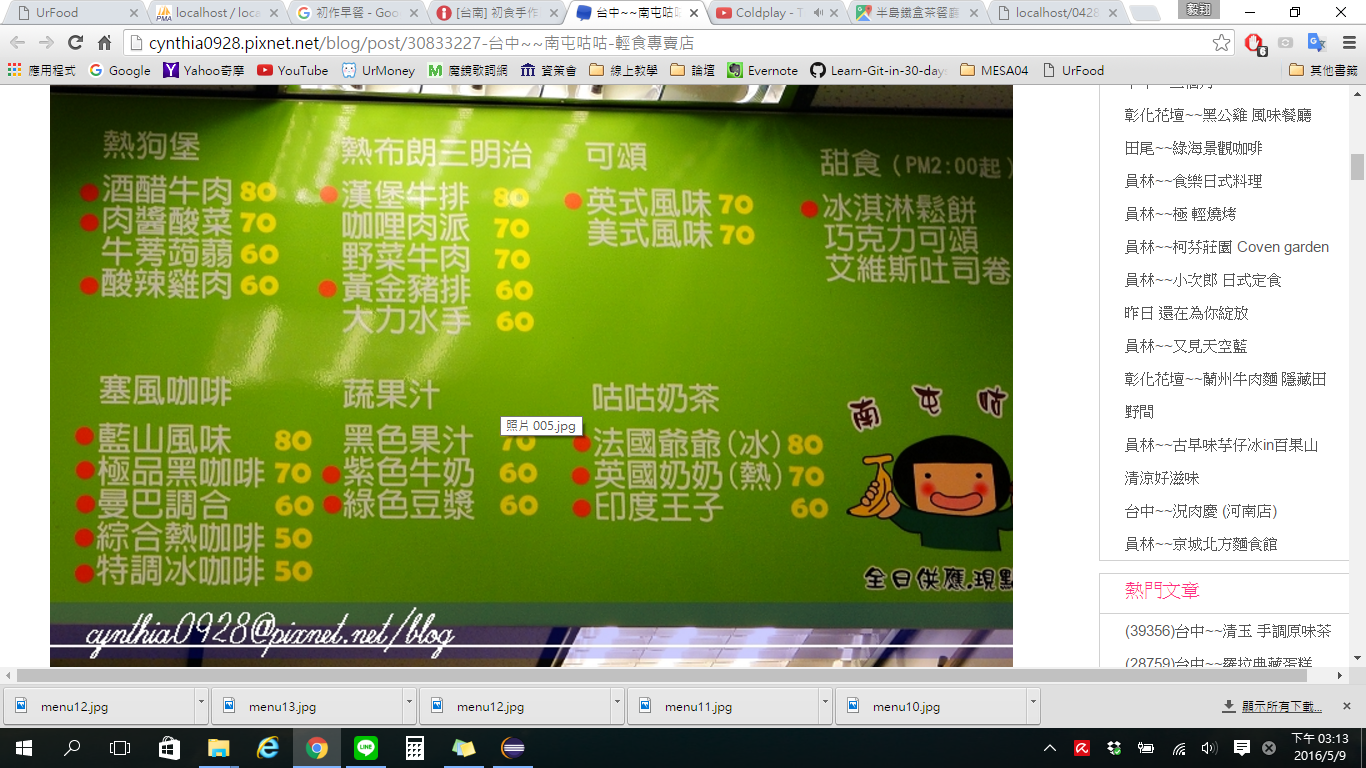 UrFood
localhost / loca
初作早餐 - Goo
[台南] 初食手作
台中~~南屯咕咕
Coldplay - T
半島鐵盒茶餐廳
localhost/0428
毅翔
cynthia0928.pixnet.net/blog/post/30833227-台中~~南屯咕咕-輕食專賣店
6
應用程式
Google
Yahoo奇摩
YouTube
UrMoney
魔鏡歌詞網
資策會
線上教學
論壇
Evernote
Learn-Git-in-30-day
MESA04
UrFood
其他書籤
熱狗堡
酒醋牛肉 80
肉醬酸菜 70
牛蒡蒟蒻 60
酸辣雞肉 60
熱布朗三明治
漢堡牛排 80
咖哩肉派 70
野菜牛肉 70
黃金豬排 60
大力水手 60
可頌
英式風味 70
美式風味 70
甜食 (PM2:00起)
冰淇淋鬆餅
巧克力可頌
艾維斯吐司卷
塞風咖啡
藍山風味 80
極品黑咖啡 70
曼巴調合 60
綜合熱咖啡 50
特調冰咖啡 50
蔬果汁
黑色果汁 70
紫色牛奶 60
綠色豆漿 60
照片 005.jpg
咕咕奶茶
法國爺爺(冰) 80
英國奶奶(熱) 70
印度王子 60
南屯咕
全日供應.現點
cynthia0928@pixnet.net/blog
彰化花壇~~黑公雞 風味餐廳
田尾~~綠海景觀咖啡
員林~~食樂日式料理
員林~~極 輕燒烤
員林~~柯芬莊園 Coven garden
員林~~小次郎 日式定食
昨日 還在為你綻放
員林~~又見天空藍
彰化花壇~~蘭州牛肉麵 隱藏田
野間
員林~~古早味芋仔冰in百果山
清涼好滋味
台中~~況肉慶 (河南店)
員林~~京城北方麵食館
熱門文章
(39356)台中~~清玉 手調原味茶
(28759)台中~~羅拉典藏蛋糕
menu12.jpg
menu13.jpg
menu12.jpg
menu11.jpg
menu10.jpg
顯示所有下載...
LINE
下午 03:13
2016/5/9